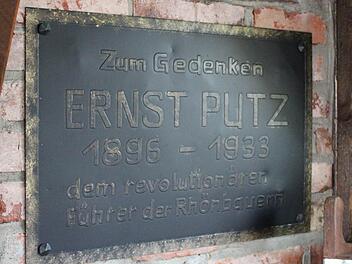 Zum Gedenken
ERNST PUTZ
1896 - 1933
dem revolutionären
Führer der Rhönbauern